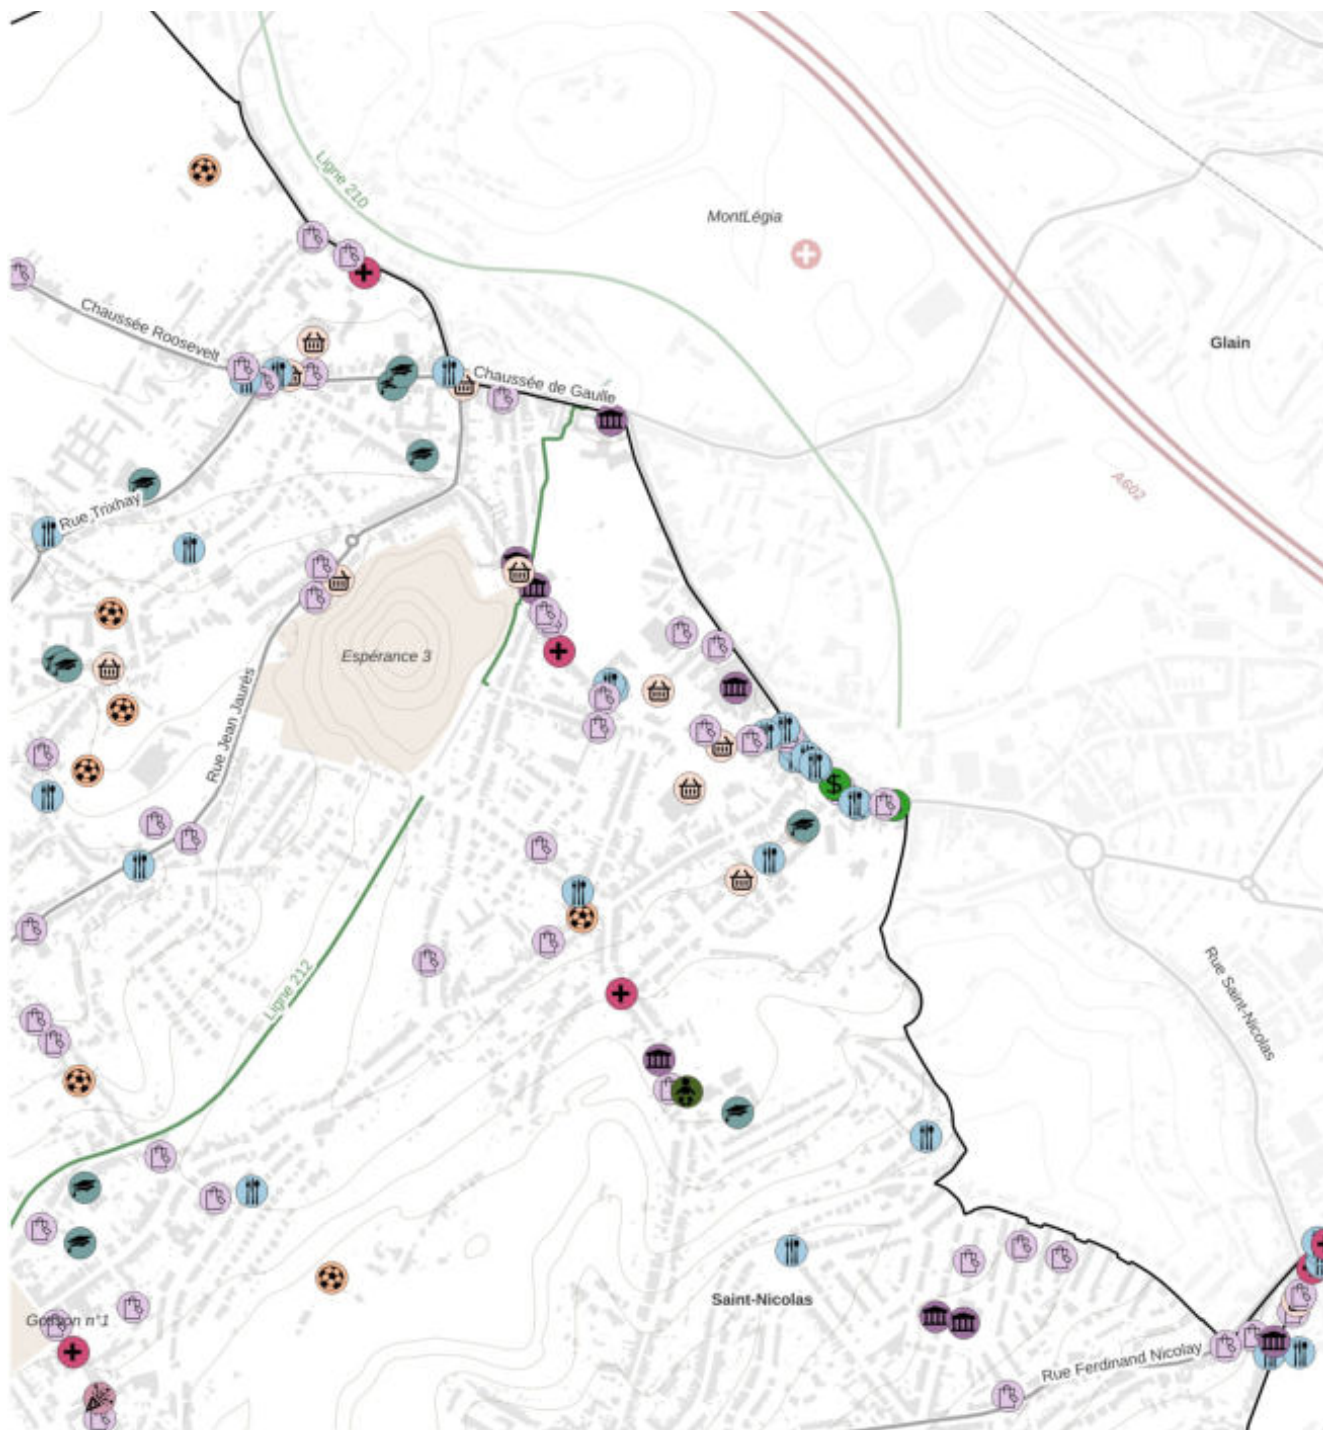 Ligne 210
MontLégia
Chaussée Roosevelt
Glain
Chaussée de Gaulle
A602
Rue Trixhay
Espérance 3
Rue Jean Jaurès
Ligne 212
Rue Saint-Nicolas
Saint-Nicolas
n°1
Rue Ferdinand Nicolay
$